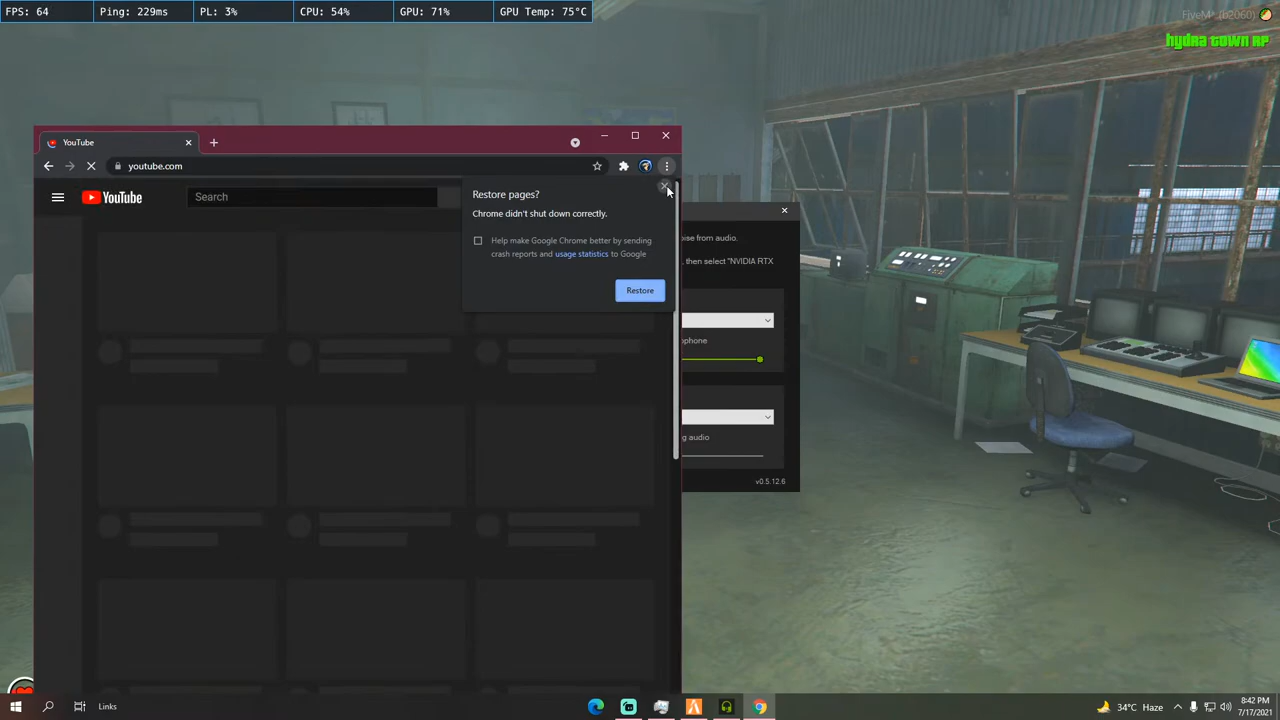 FPS: 64 Ping: 229ms PL: 3% CPU: 54% GPU: 71% GPU Temp: 75°C
FiveM* (b2060)
HYDRA TOWN RP
YouTube
youtube.com
YouTube
Search
Restore pages?
Chrome didn't shut down correctly.
Help make Google Chrome better by sending
crash reports and usage statistics to Google
Restore
from audio.
, then select "NVIDIA RTX
g audio
v0.5.12.6
Links
34°C Haze
8:42 PM
7/17/2021